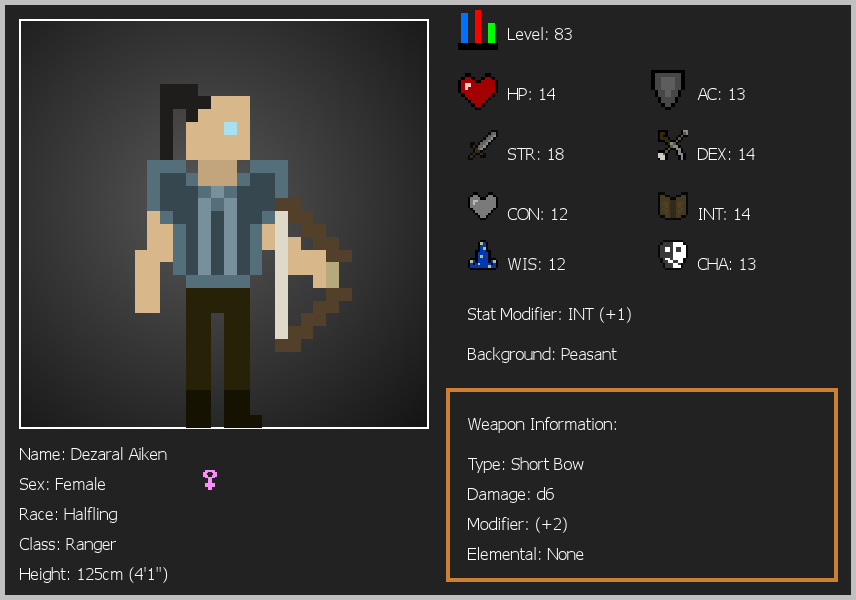 Level: 83
HP: 14
AC: 13
STR: 18
DEX: 14
CON: 12
INT: 14
WIS: 12
CHA: 13
Stat Modifier: INT (+1)
Background: Peasant
Weapon Information:
Type: Short Bow
Damage: d6
Modifier: (+2)
Elemental: None
Name: Dezaral Aiken
Sex: Female
Race: Halfling
Class: Ranger
Height: 125cm (4'1")